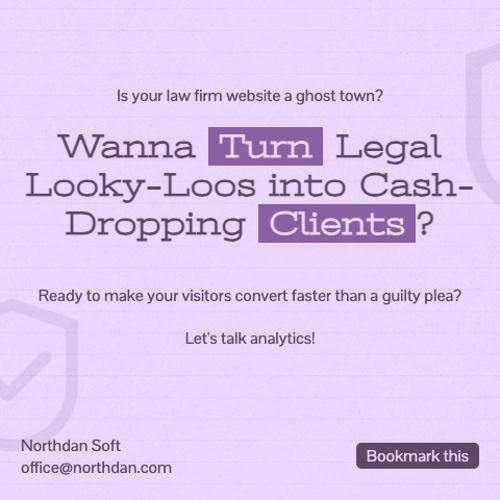 Is your law firm website a ghost town?
Wanna Turn Legal
Looky-Loos into Cash-
Dropping Clients?
Ready to make your visitors convert faster than a guilty plea?
Let's talk analytics!
Northdan Soft
office@northdan.com
Bookmark this